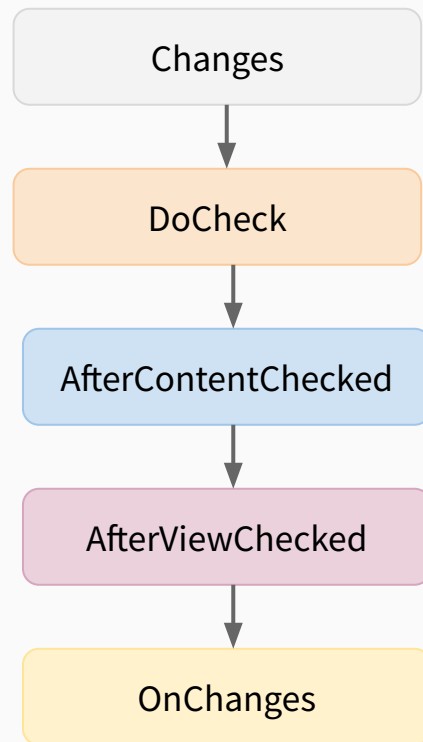 Changes
DoCheck
AfterContentChecked
AfterViewChecked
OnChanges